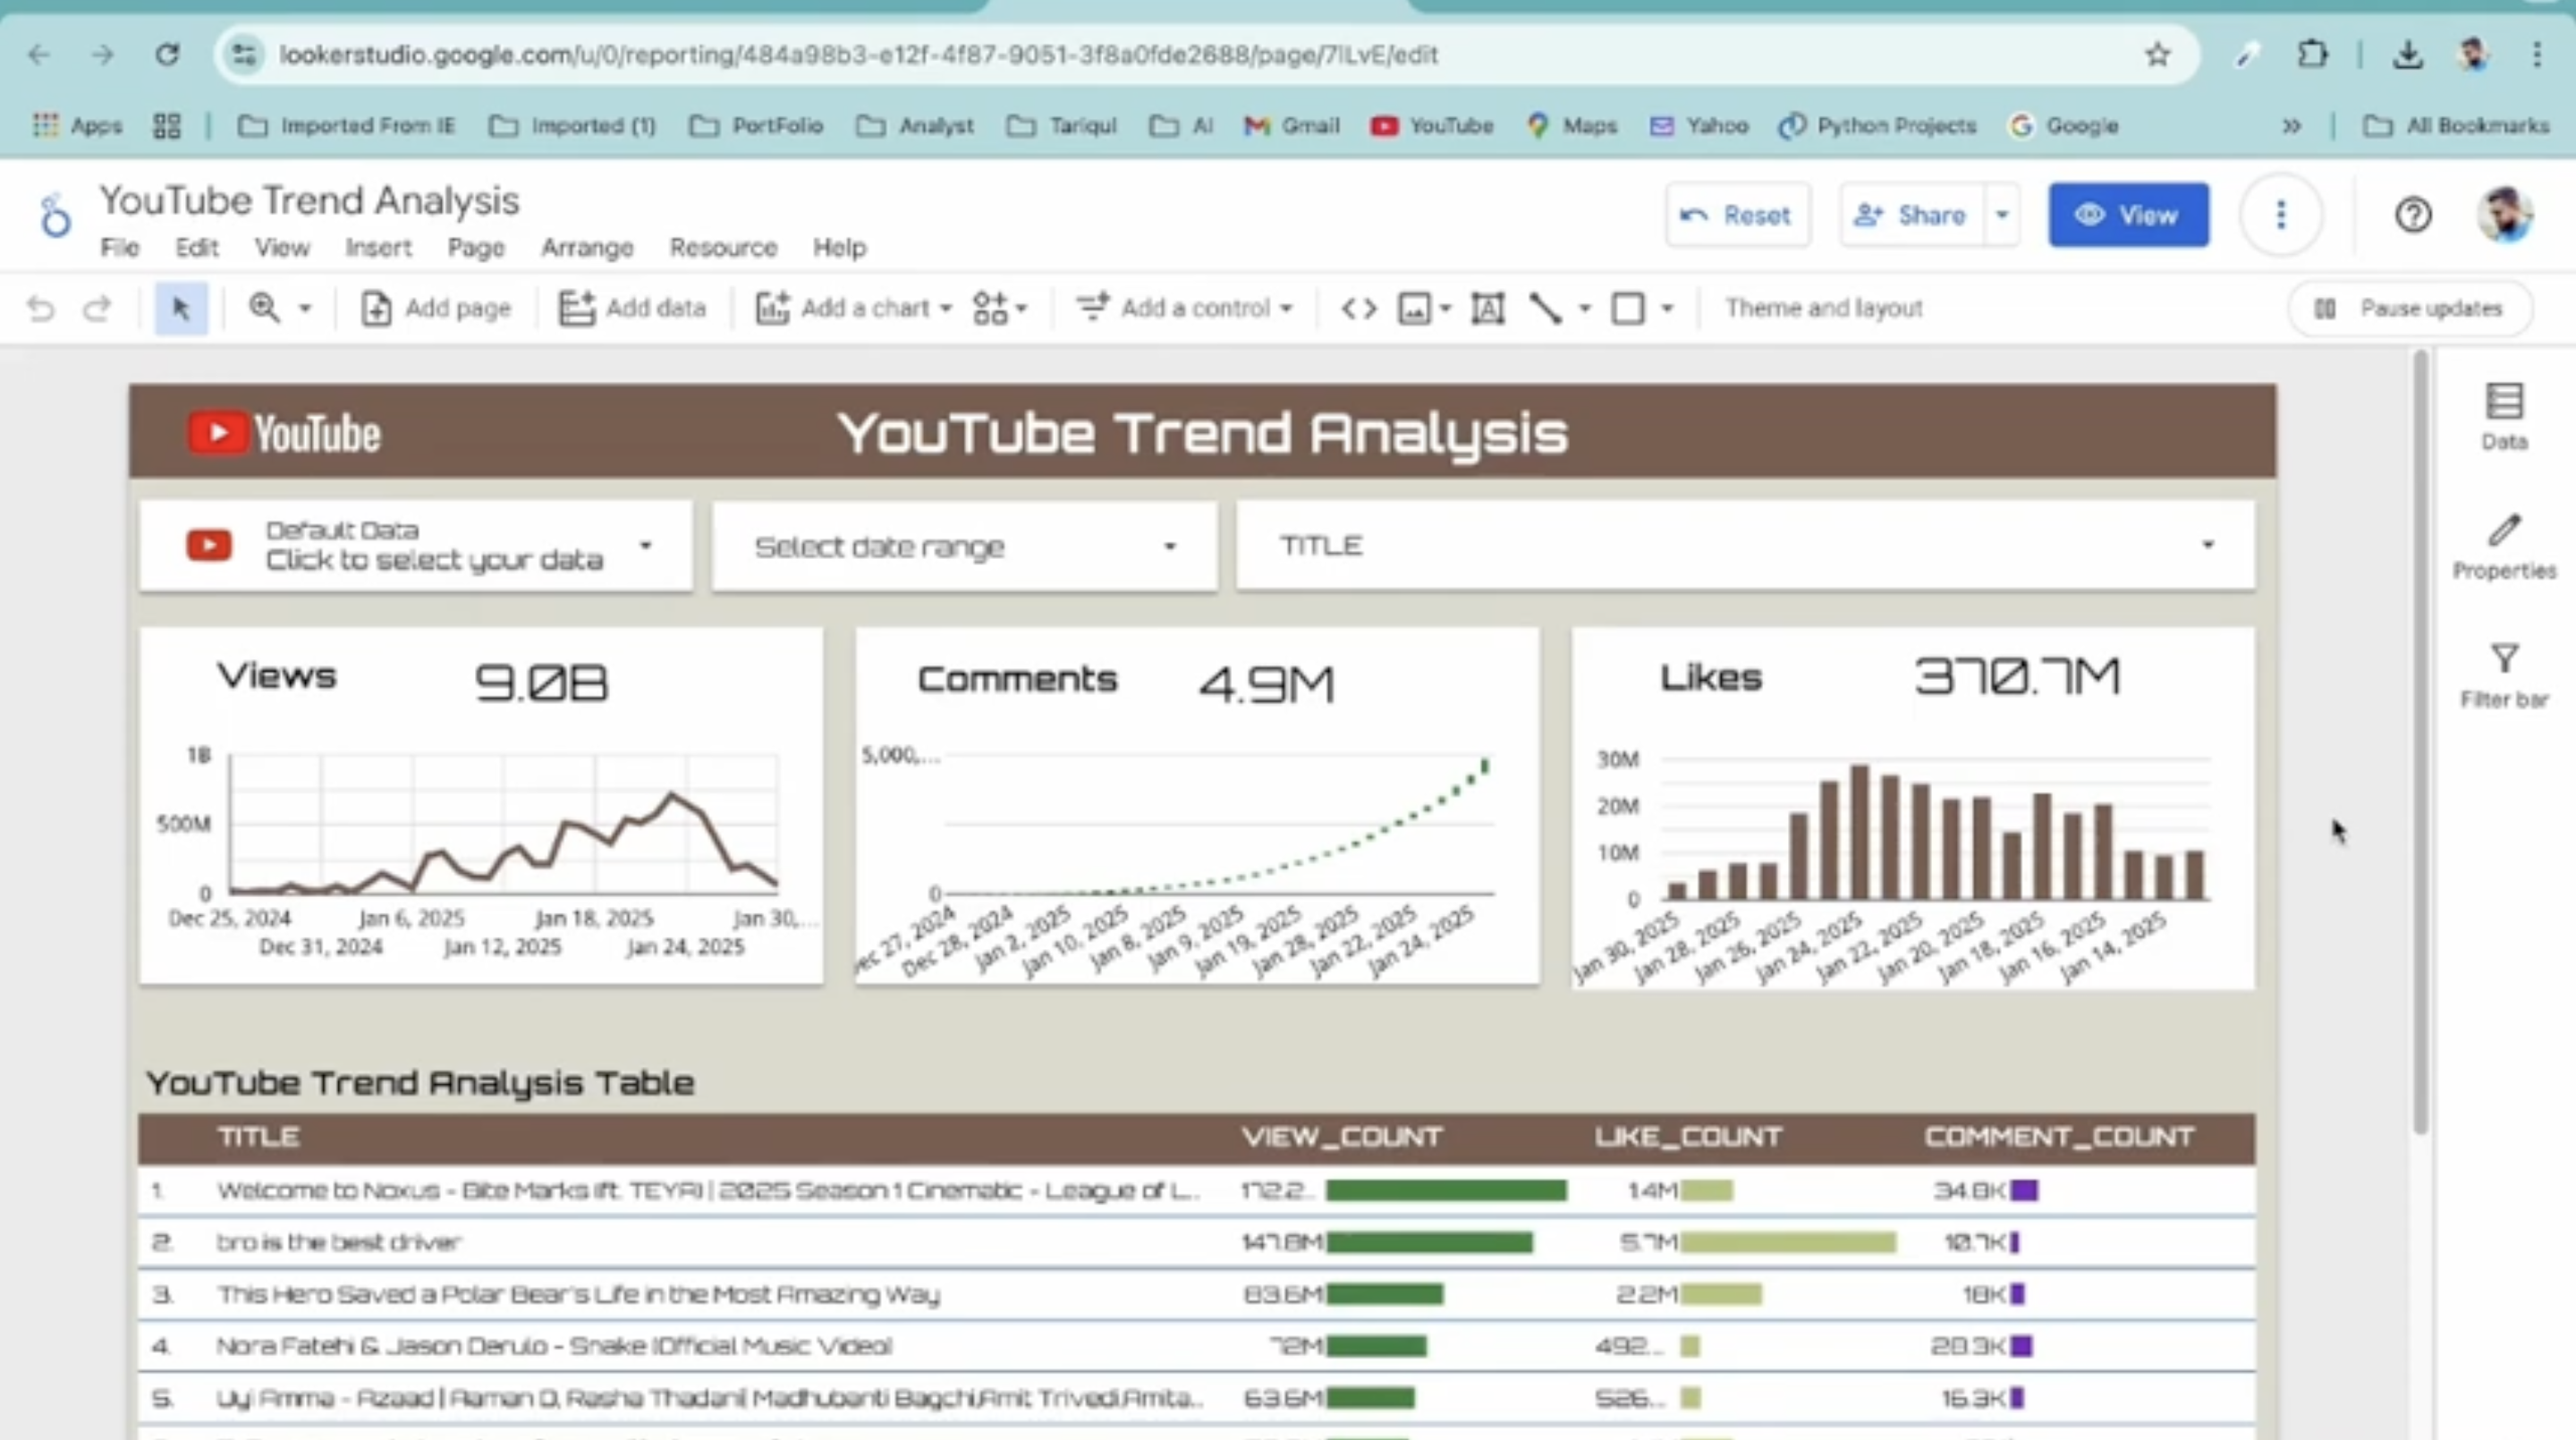 lookerstudio.google.com/u/0/reporting/484a98b3-e12f-4f87-9051-3f8a0fde2688/page/7lLvE/edit
Apps Imported From IE Imported (1) PortFolio Analyst Tariqul AI Gmail YouTube Maps Yahoo Python Projects Google » All Bookmarks
YouTube Trend Analysis
Reset Share View
File Edit View Insert Page Arrange Resource Help
Add page Add data Add a chart Add a control Theme and layout Pause updates
Data
Properties
Filter bar
YouTube YouTube Trend Analysis
Default Data
Click to select your data
Select date range
TITLE
Views 9.0B
1B
500M
0
Dec 25, 2024 Jan 6, 2025 Jan 18, 2025 Jan 30,...
Dec 31, 2024 Jan 12, 2025 Jan 24, 2025
Comments 4.9M
5,000,...
0
ec 27, 2024 Dec 28, 2024 Jan 2, 2025 Jan 10, 2025 Jan 8, 2025 Jan 9, 2025 Jan 19, 2025 Jan 28, 2025 Jan 22, 2025 Jan 24, 2025
Likes 370.7M
30M
20M
10M
0
Jan 30, 2025 Jan 28, 2025 Jan 26, 2025 Jan 24, 2025 Jan 22, 2025 Jan 20, 2025 Jan 18, 2025 Jan 16, 2025 Jan 14, 2025
YouTube Trend Analysis Table
TITLE VIEW_COUNT LIKE_COUNT COMMENT_COUNT
1. Welcome to Noxus - Bite Marks (ft. TEYA) | 2025 Season 1 Cinematic - League of L... 172.2... 1.4M 34.8K
2. bro is the best driver 147.8M 5.7M 10.7K
3. This Hero Saved a Polar Bear's Life in the Most Amazing Way 83.6M 2.2M 18K
4. Nora Fatehi & Jason Derulo - Snake (Official Music Video) 72M 492... 28.3K
5. Uyi Amma - Azaad | Aaman D, Rasha Thadani| Madhubanti Bagchi,Amit Trivedi,Amita... 63.6M 526... 16.3K